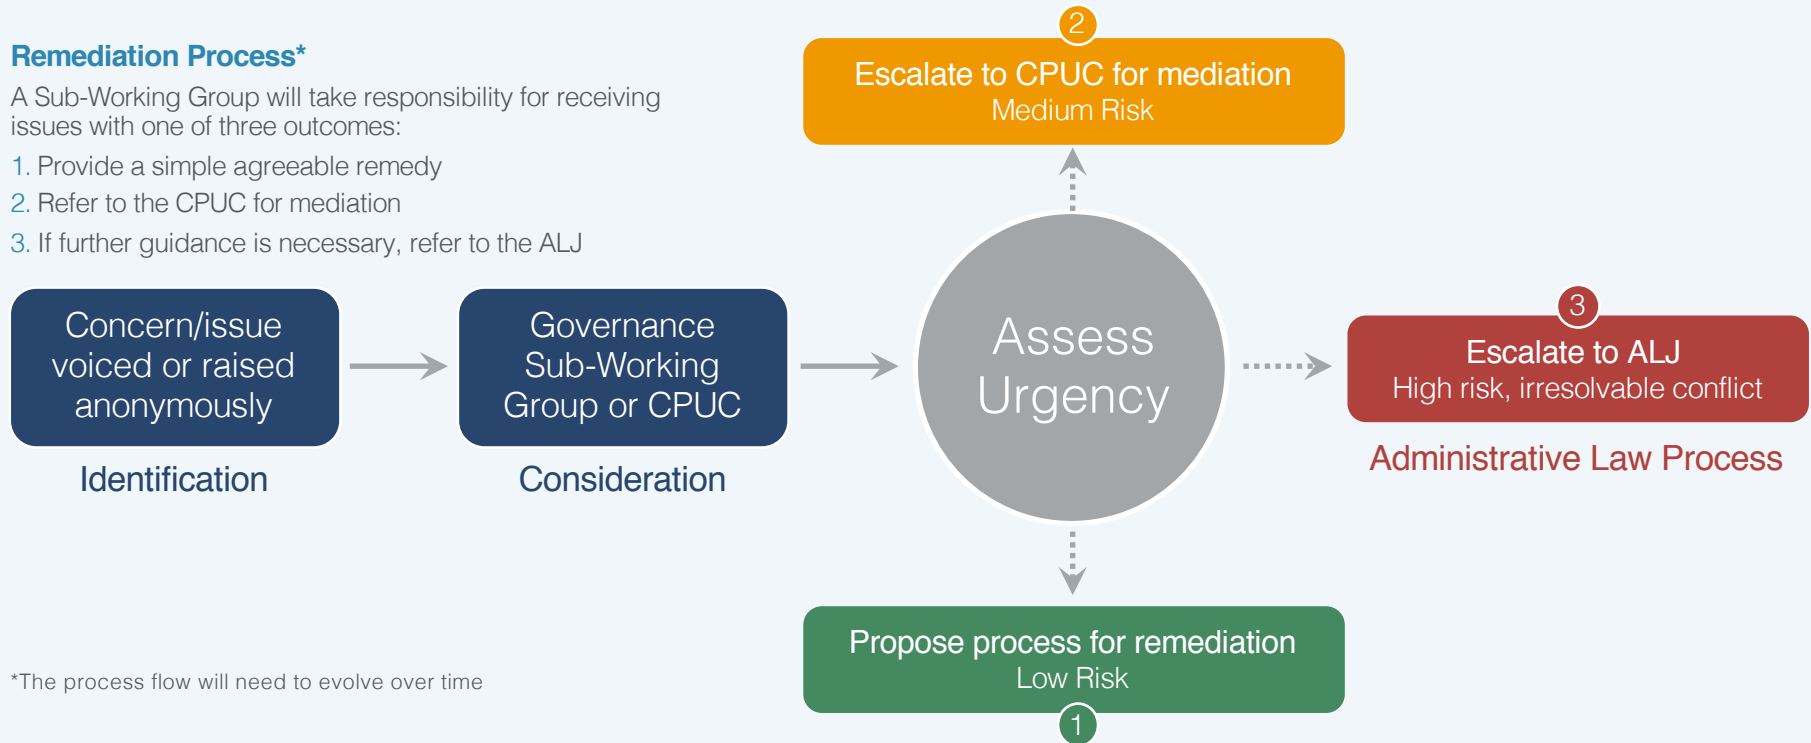 Remediation Process*
A Sub-Working Group will take responsibility for receiving
issues with one of three outcomes:
1. Provide a simple agreeable remedy
2. Refer to the CPUC for mediation
3. If further guidance is necessary, refer to the ALJ
Concern/issue
voiced or raised
anonymously
Identification
Governance
Sub-Working
Group or CPUC
Consideration
Assess
Urgency
2
Escalate to CPUC for mediation
Medium Risk
3
Escalate to ALJ
High risk, irresolvable conflict
Administrative Law Process
Propose process for remediation
Low Risk
1
*The process flow will need to evolve over time